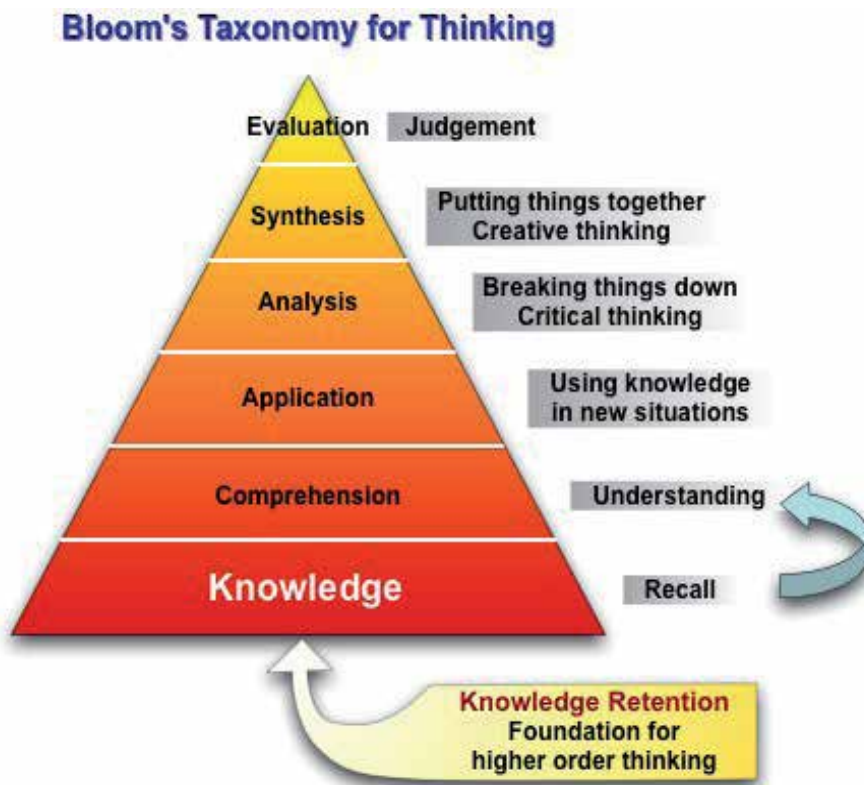 Bloom's Taxonomy for Thinking
Evaluation
Judgement
Synthesis
Putting things together
Creative thinking
Analysis
Breaking things down
Critical thinking
Application
Using knowledge
in new situations
Comprehension
Understanding
Knowledge
Recall
Knowledge Retention
Foundation for
higher order thinking